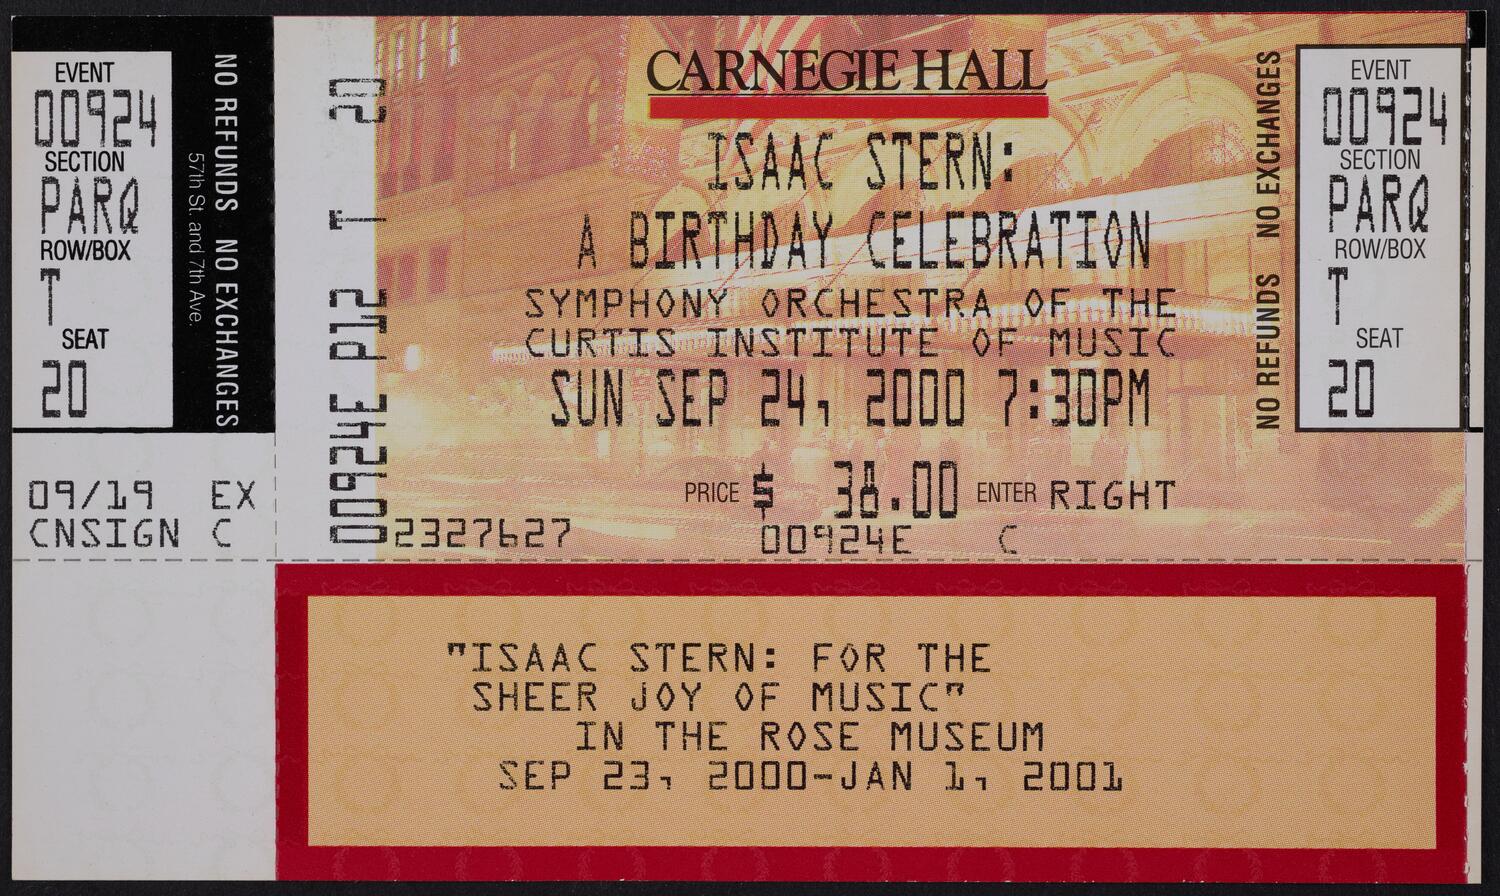 EVENT
00924
SECTION
PARQ
ROW/BOX
T
SEAT
20
57th St. and 7th Ave.
NO REFUNDS NO EXCHANGES
09/19 EX
CNSIGN C
00924E P12 T 20
CARNEGIE HALL
ISAAC STERN:
A BIRTHDAY CELEBRATION
SYMPHONY ORCHESTRA OF THE
CURTIS INSTITUTE OF MUSIC
SUN SEP 24, 2000 7:30PM
PRICE $ 38.00 ENTER RIGHT
2327627 00924E C
NO REFUNDS NO EXCHANGES
EVENT
00924
SECTION
PARQ
ROW/BOX
T
SEAT
20
"ISAAC STERN: FOR THE
SHEER JOY OF MUSIC"
IN THE ROSE MUSEUM
SEP 23, 2000-JAN 1, 2001